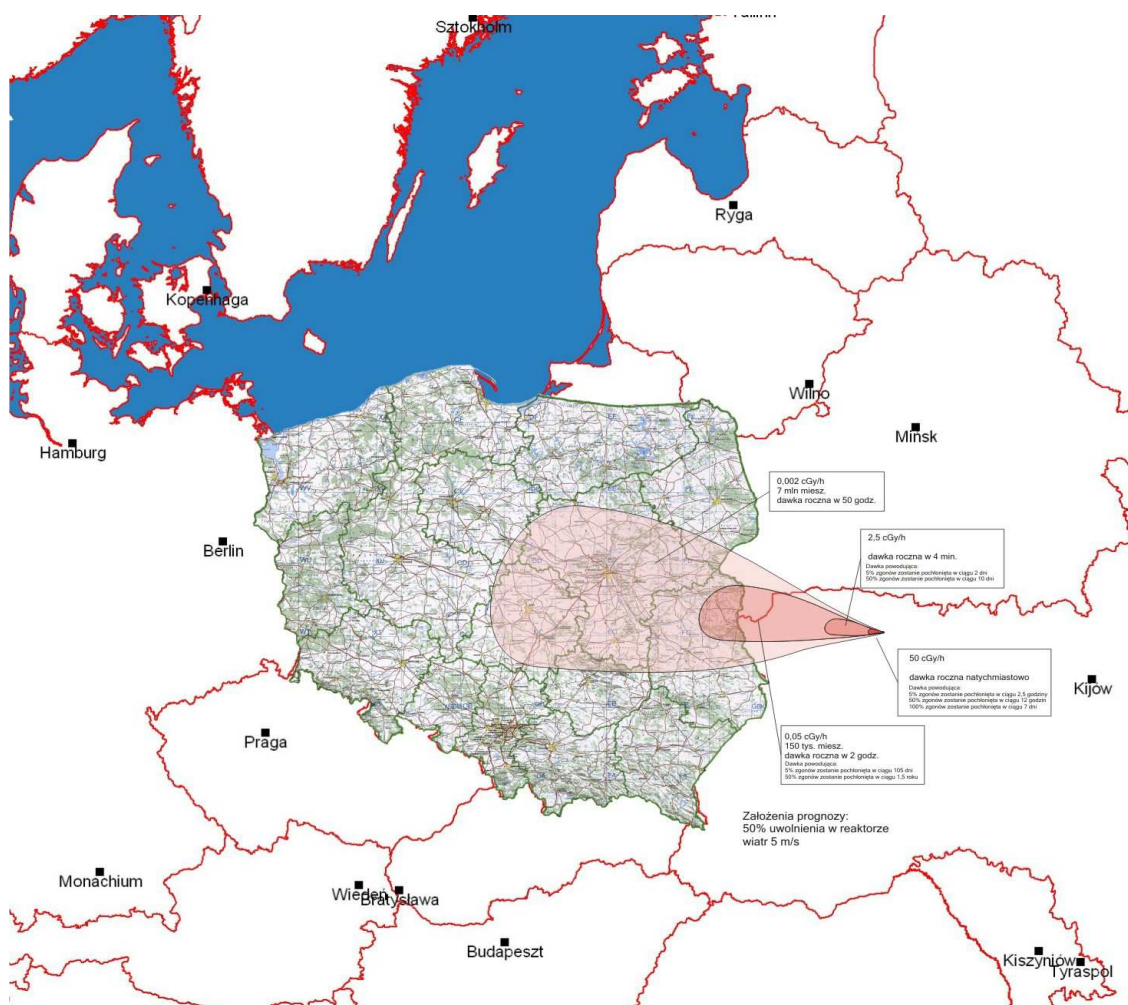 Sztokholm
Tallinn
Ryga
Kopenhaga
Wilno
Mińsk
Hamburg
0,002 cGy/h
7 mln miesz.
dawka roczna w 50 godz.
Berlin
2,5 cGy/h
dawka roczna w 4 min.
Dawka powodująca:
5% zgonów zostanie pochłonięta w ciągu 2 dni
50% zgonów zostanie pochłonięta w ciągu 10 dni
50 cGy/h
dawka roczna natychmiastowo
Dawka powodująca:
5% zgonów zostanie pochłonięta w ciągu 2,5 godziny
50% zgonów zostanie pochłonięta w ciągu 12 godzin
100% zgonów zostanie pochłonięta w ciągu 7 dni
Kijów
Praga
0,05 cGy/h
150 tys. miesz.
dawka roczna w 2 godz.
Dawka powodująca:
5% zgonów zostanie pochłonięta w ciągu 105 dni
50% zgonów zostanie pochłonięta w ciągu 1,5 roku
Założenia prognozy:
50% uwolnienia w reaktorze
wiatr 5 m/s
Monachium
Wiedeń
Bratysława
Budapeszt
Kiszyniów
Tyraspol